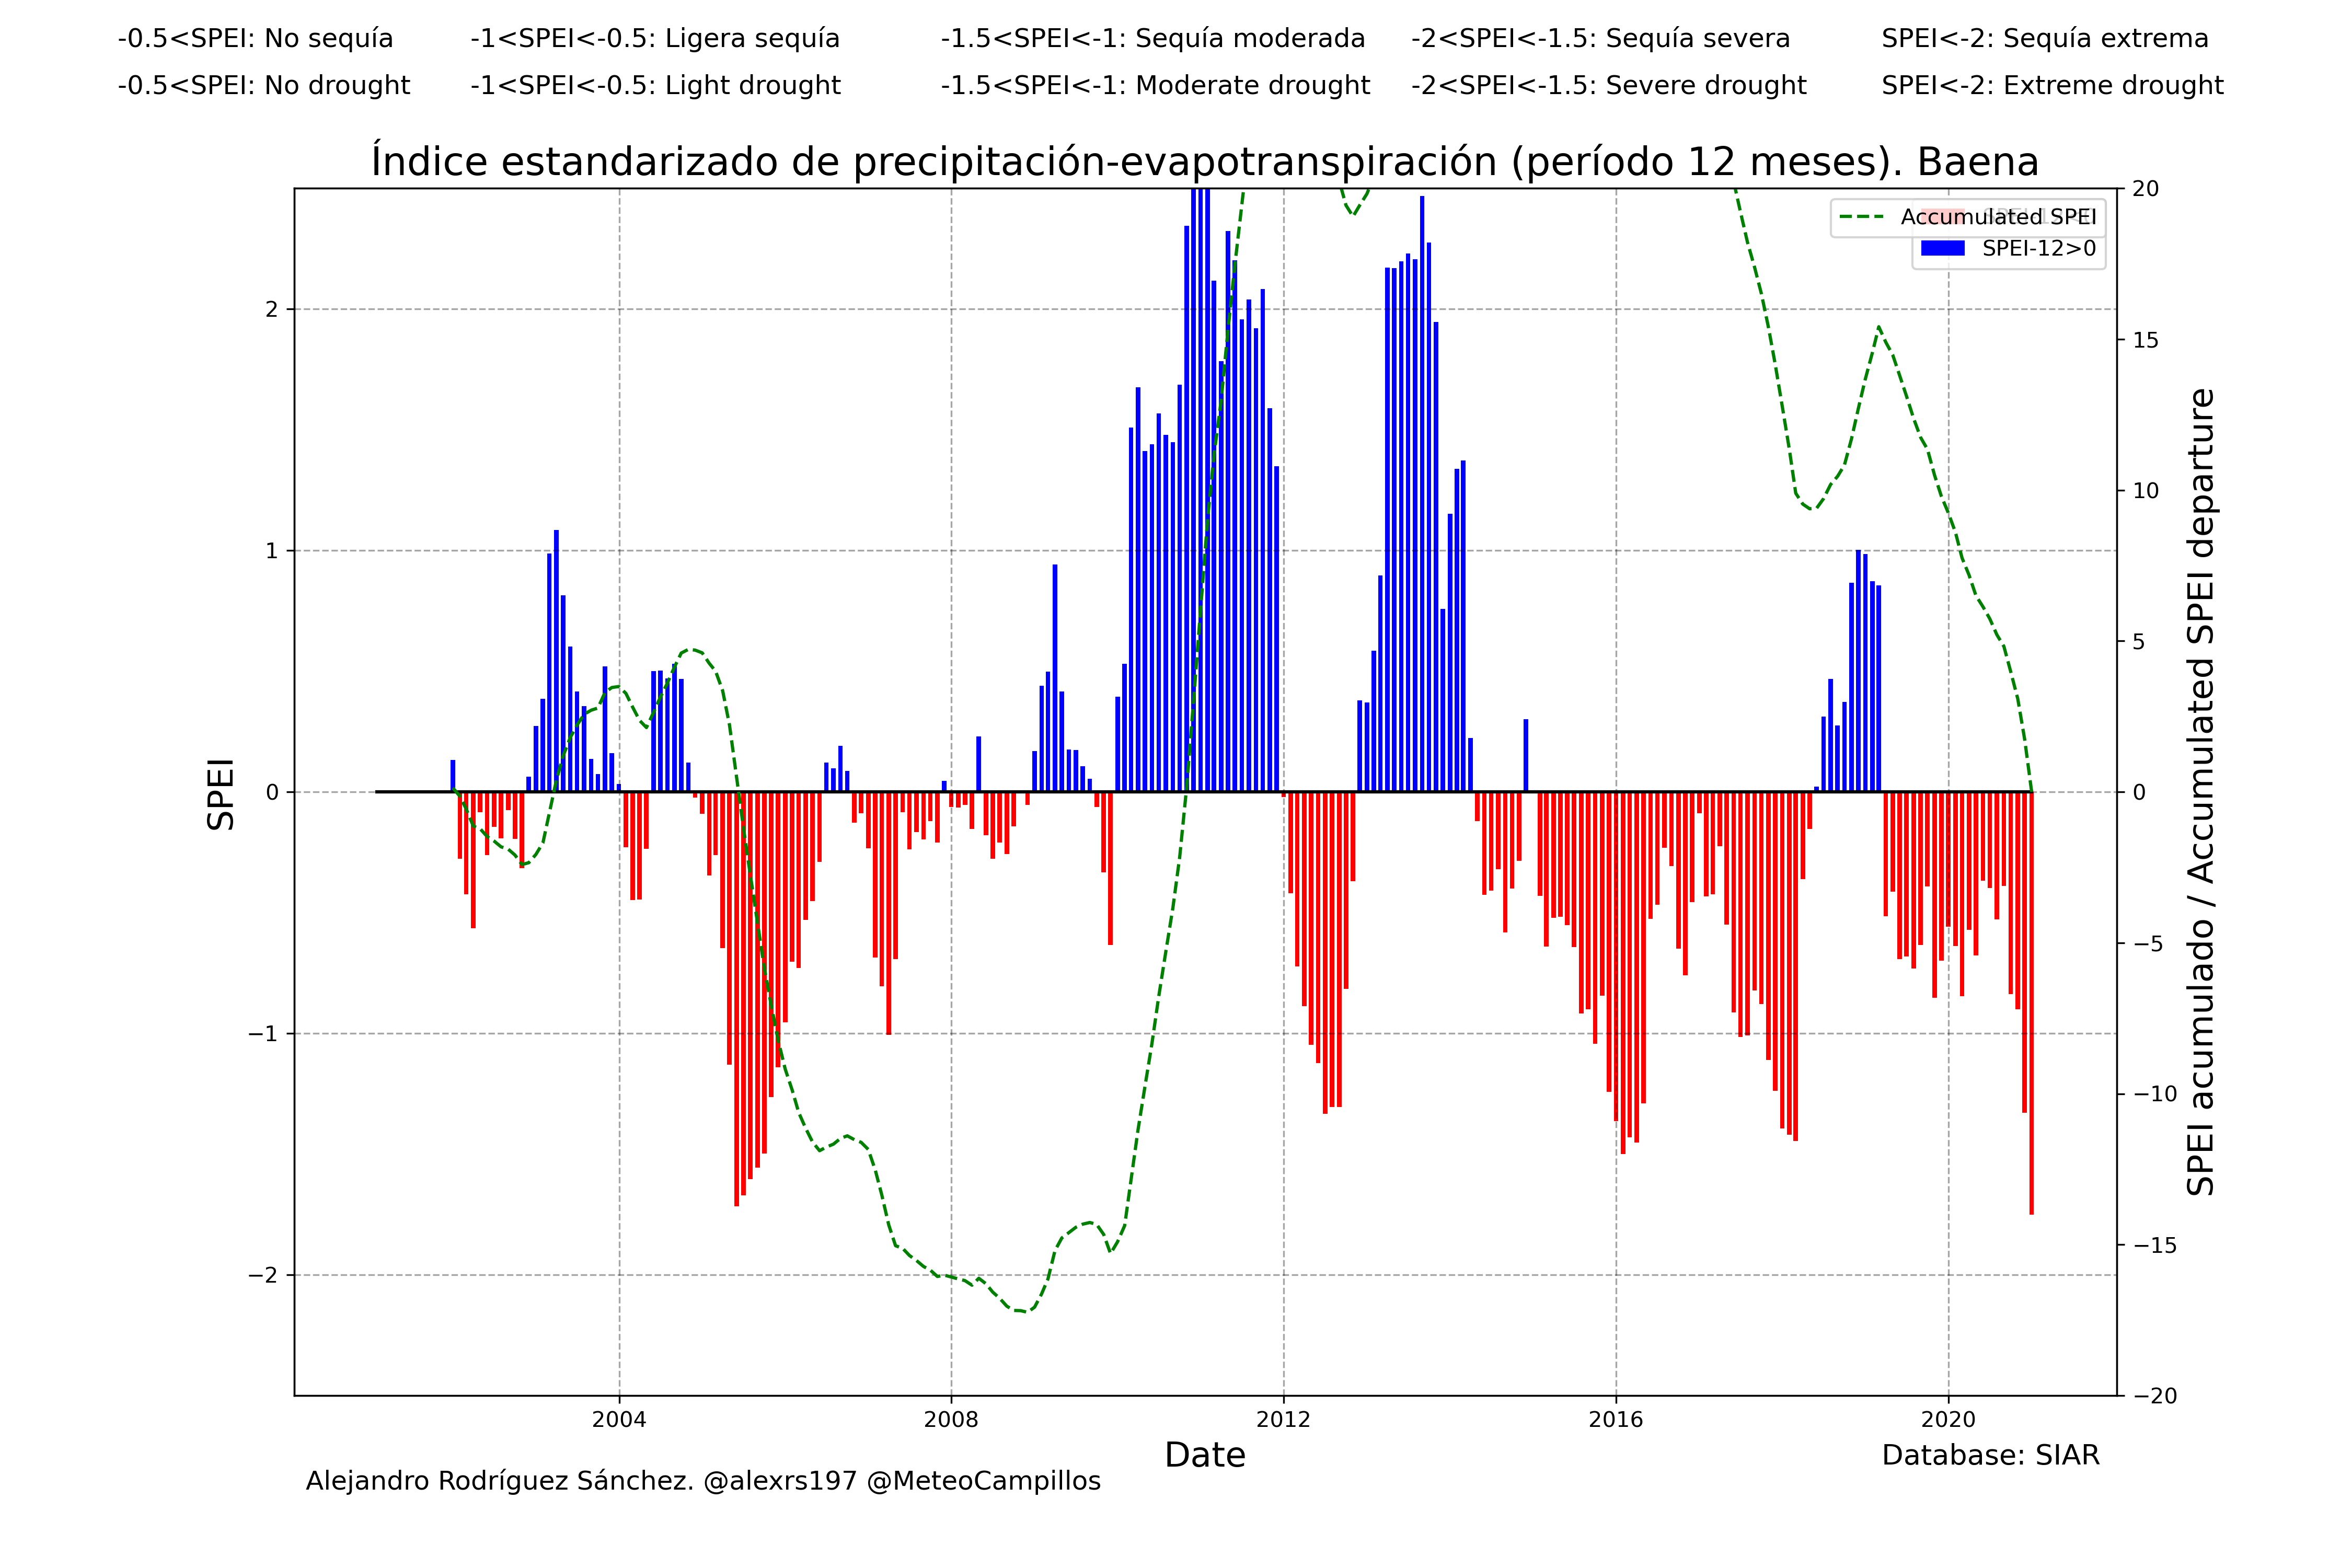 -0.5<SPEI: No sequía -1<SPEI<-0.5: Ligera sequía -1.5<SPEI<-1: Sequía moderada -2<SPEI<-1.5: Sequía severa SPEI<-2: Sequía extrema
-0.5<SPEI: No drought -1<SPEI<-0.5: Light drought -1.5<SPEI<-1: Moderate drought -2<SPEI<-1.5: Severe drought SPEI<-2: Extreme drought
Índice estandarizado de precipitación-evapotranspiración (período 12 meses). Baena
Accumulated SPEI
SPEI-12>0
SPEI
2
1
0
−1
−2
20
15
10
5
0
−5
−10
−15
−20
SPEI acumulado / Accumulated SPEI departure
2004 2008 2012 2016 2020
Date
Database: SIAR
Alejandro Rodríguez Sánchez. @alexrs197 @MeteoCampillos